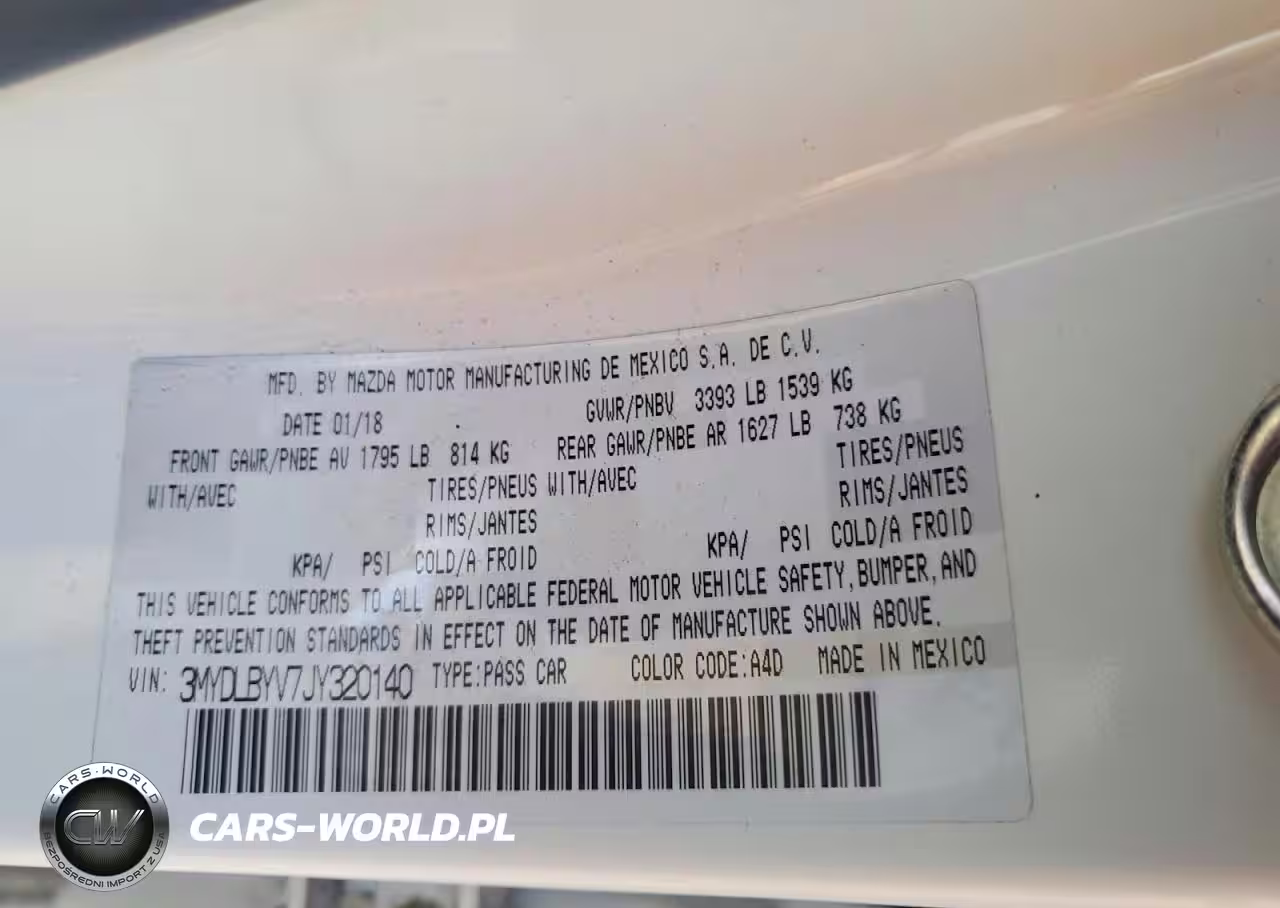 MFD. BY MAZDA MOTOR MANUFACTURING DE MEXICO S.A. DE C.V.
DATE 01/18 GVWR/PNBV 3393 LB 1539 KG
FRONT GAWR/PNBE AV 1795 LB 814 KG REAR GAWR/PNBE AR 1627 LB 738 KG
WITH/AVEC TIRES/PNEUS WITH/AVEC TIRES/PNEUS
RIMS/JANTES RIMS/JANTES
KPA/ PSI COLD/A FROID KPA/ PSI COLD/A FROID
THIS VEHICLE CONFORMS TO ALL APPLICABLE FEDERAL MOTOR VEHICLE SAFETY, BUMPER, AND
THEFT PREVENTION STANDARDS IN EFFECT ON THE DATE OF MANUFACTURE SHOWN ABOVE.
VIN: 3MYDLBYV7JY320140 TYPE:PASS CAR COLOR CODE:A4D MADE IN MEXICO
CARS-WORLD
CW
BEZPOŚREDNI IMPORT Z USA
CARS-WORLD.PL